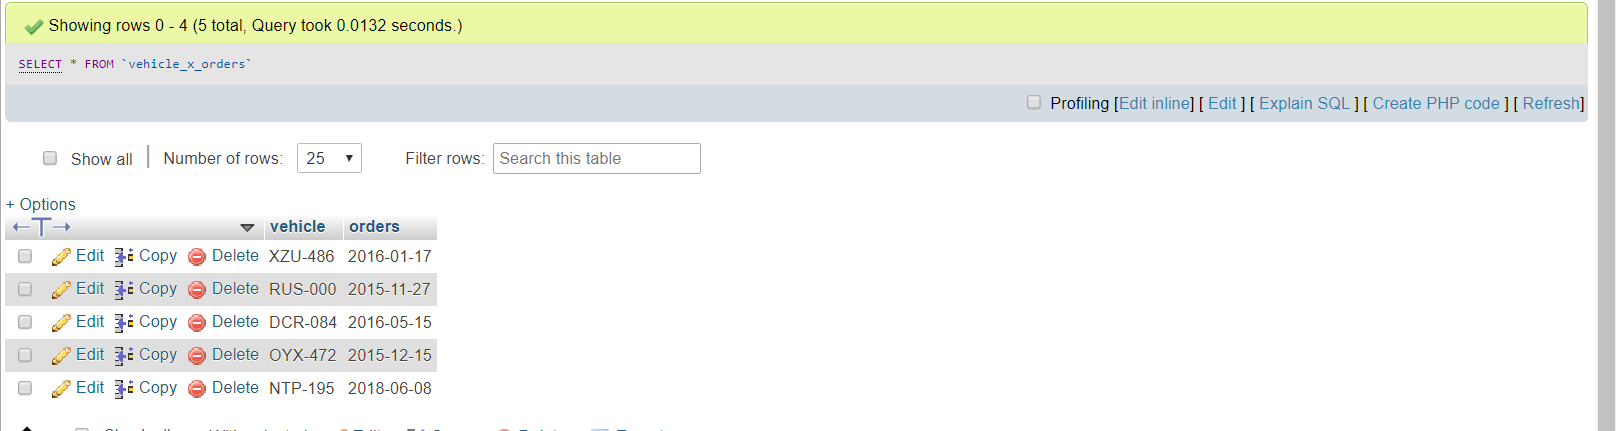 Showing rows 0 - 4 (5 total, Query took 0.0132 seconds.)
SELECT * FROM `vehicle_x_orders`
Profiling [Edit inline] [ Edit ] [ Explain SQL ] [ Create PHP code ] [ Refresh]
Show all | Number of rows: 25 Filter rows: Search this table
+ Options
←T→ vehicle orders
Edit Copy Delete XZU-486 2016-01-17
Edit Copy Delete RUS-000 2015-11-27
Edit Copy Delete DCR-084 2016-05-15
Edit Copy Delete OYX-472 2015-12-15
Edit Copy Delete NTP-195 2018-06-08